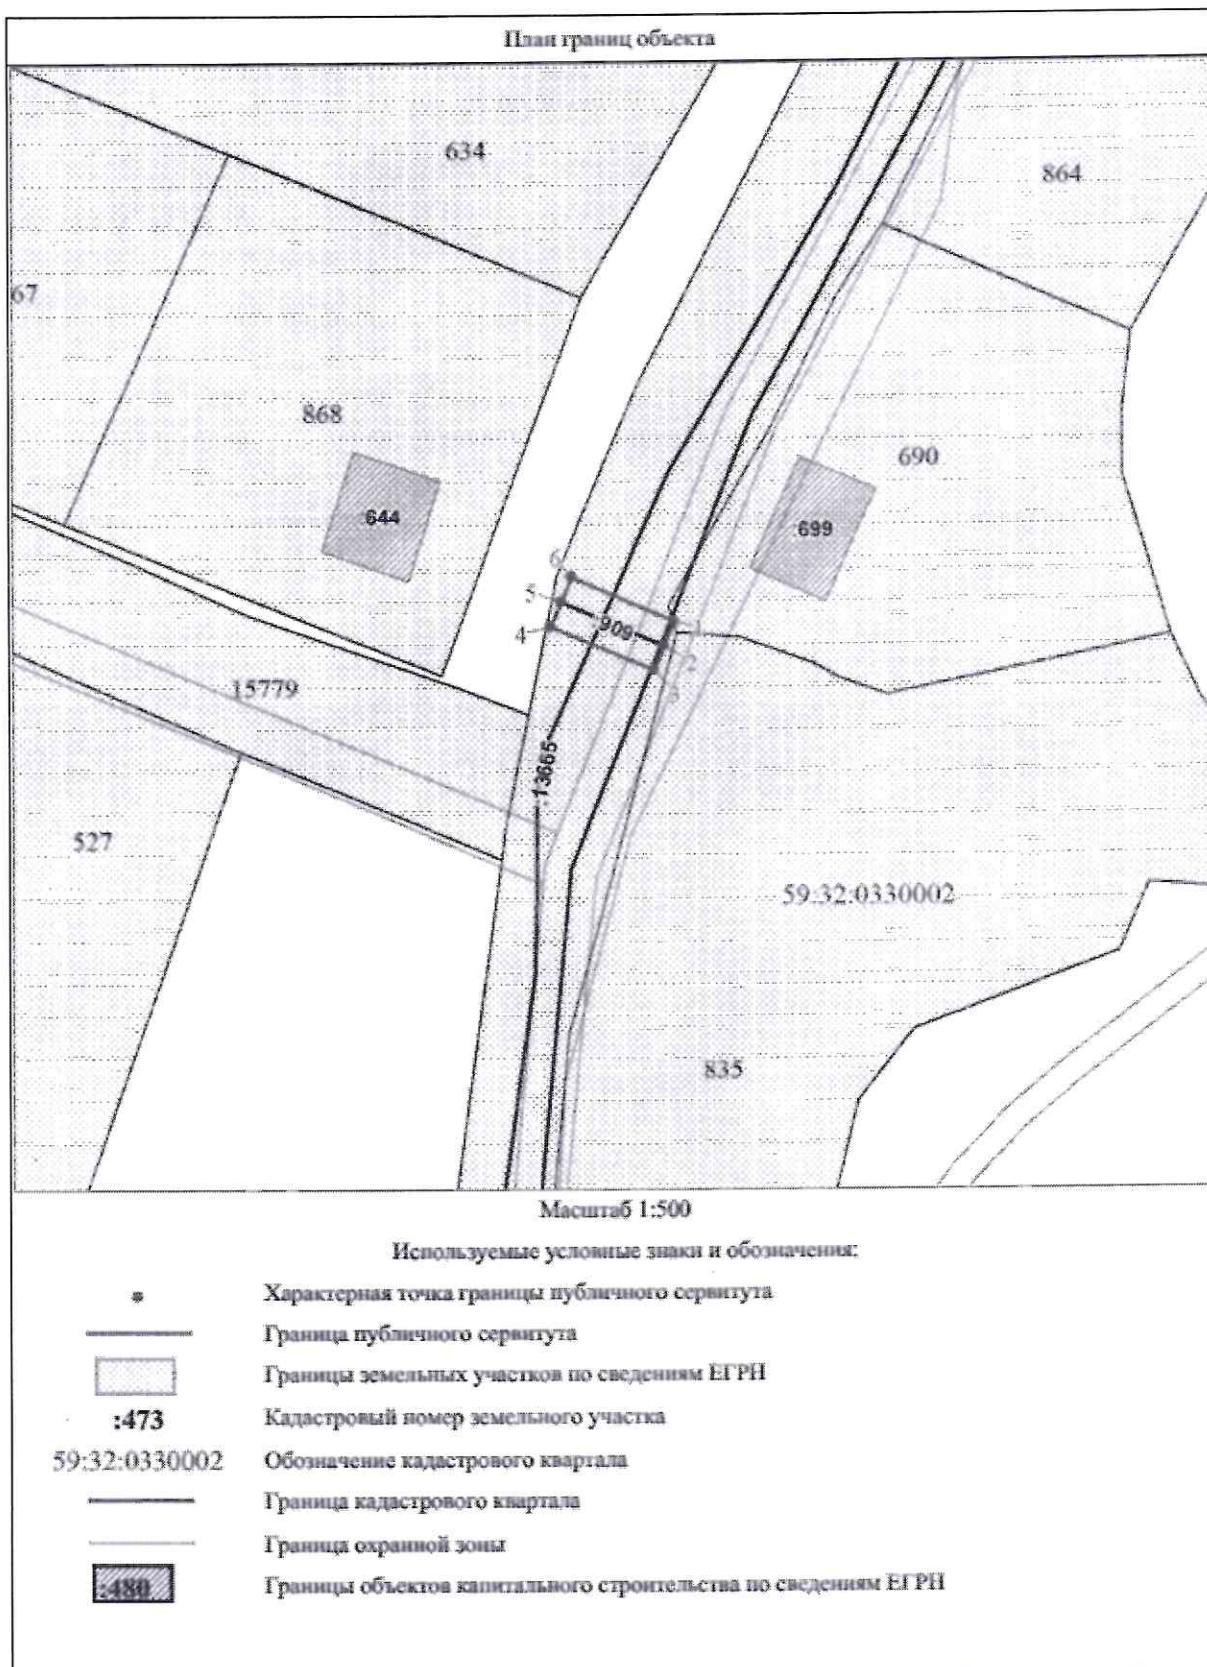 План границ объекта
634
864
67
868
690
:644
699
6
5
1
4
:909
2
3
15779
:13665
527
59:32:0330002
835
Масштаб 1:500
Используемые условные знаки и обозначения:
Характерная точка границы публичного сервитута
Граница публичного сервитута
Границы земельных участков по сведениям ЕГРН
:473 Кадастровый номер земельного участка
59:32:0330002 Обозначение кадастрового квартала
Граница кадастрового квартала
Граница охранной зоны
:480 Границы объектов капитального строительства по сведениям ЕГРН